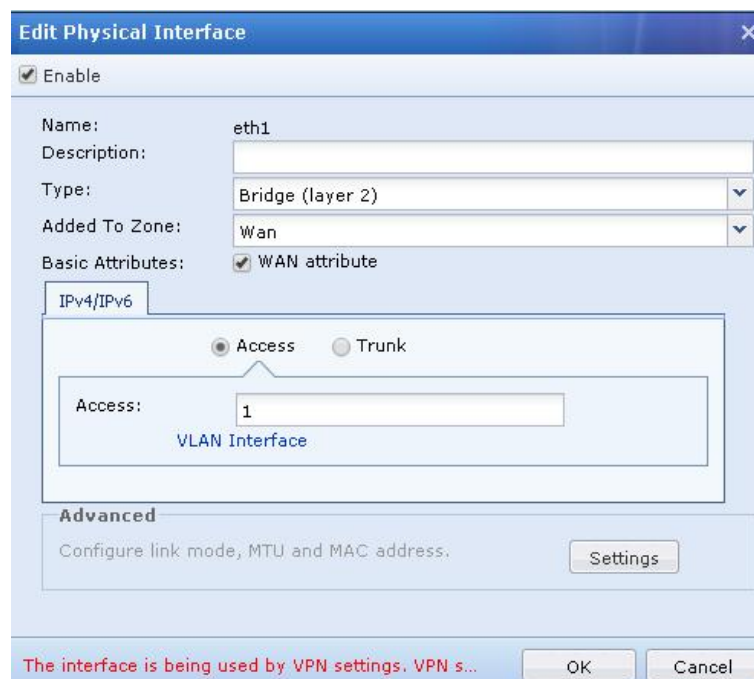 Edit Physical Interface
Enable
Name: eth1
Description:
Type: Bridge (layer 2)
Added To Zone: Wan
Basic Attributes: WAN attribute
IPv4/IPv6
Access Trunk
Access: 1
VLAN Interface
Advanced
Configure link mode, MTU and MAC address. Settings
The interface is being used by VPN settings. VPN s... OK Cancel